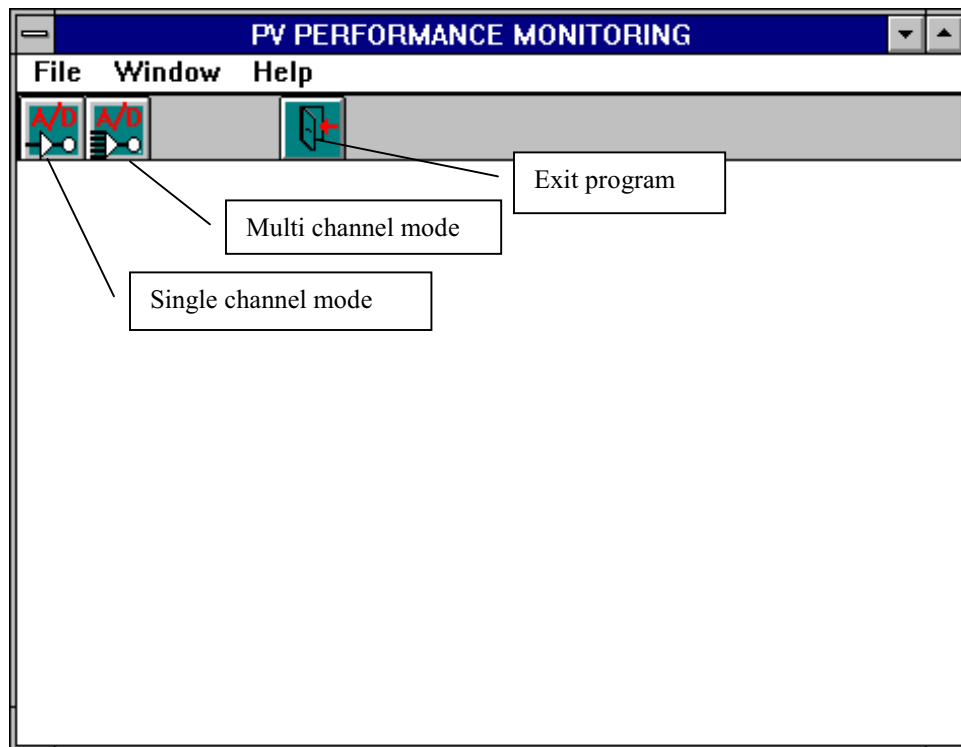 PV PERFORMANCE MONITORING
File Window Help
A/D A/D
Exit program
Multi channel mode
Single channel mode